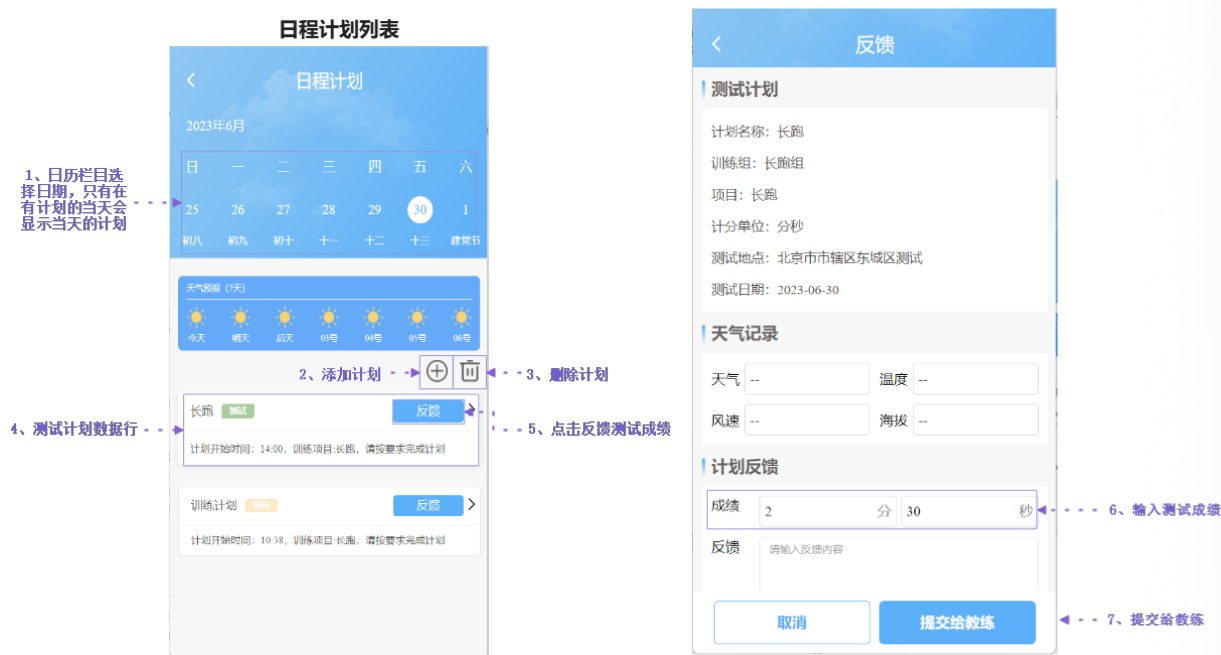 日程计划列表
日程计划
2023年6月
日 一 二 三 四 五 六
25 26 27 28 29 30 1
初八 初九 初十 十一 十二 十三 建党节
1、日历栏目选
择日期，只有在
有计划的当天会
显示当天的计划
天气预报（7天）
今天 明天 后天 03号 04号 05号 06号
2、添加计划
3、删除计划
长跑 测试 反馈
计划开始时间：14:00，训练项目:长跑，请按要求完成计划
4、测试计划数据行
5、点击反馈测试成绩
训练计划 训练 反馈
计划开始时间：10:38，训练项目:长跑，请按要求完成计划
反馈
测试计划
计划名称：长跑
训练组：长跑组
项目：长跑
计分单位：分秒
测试地点：北京市市辖区东城区测试
测试日期：2023-06-30
天气记录
天气 -- 温度 --
风速 -- 海拔 --
计划反馈
成绩 2 分 30 秒
6、输入测试成绩
反馈 请输入反馈内容
取消 提交给教练
7、提交给教练